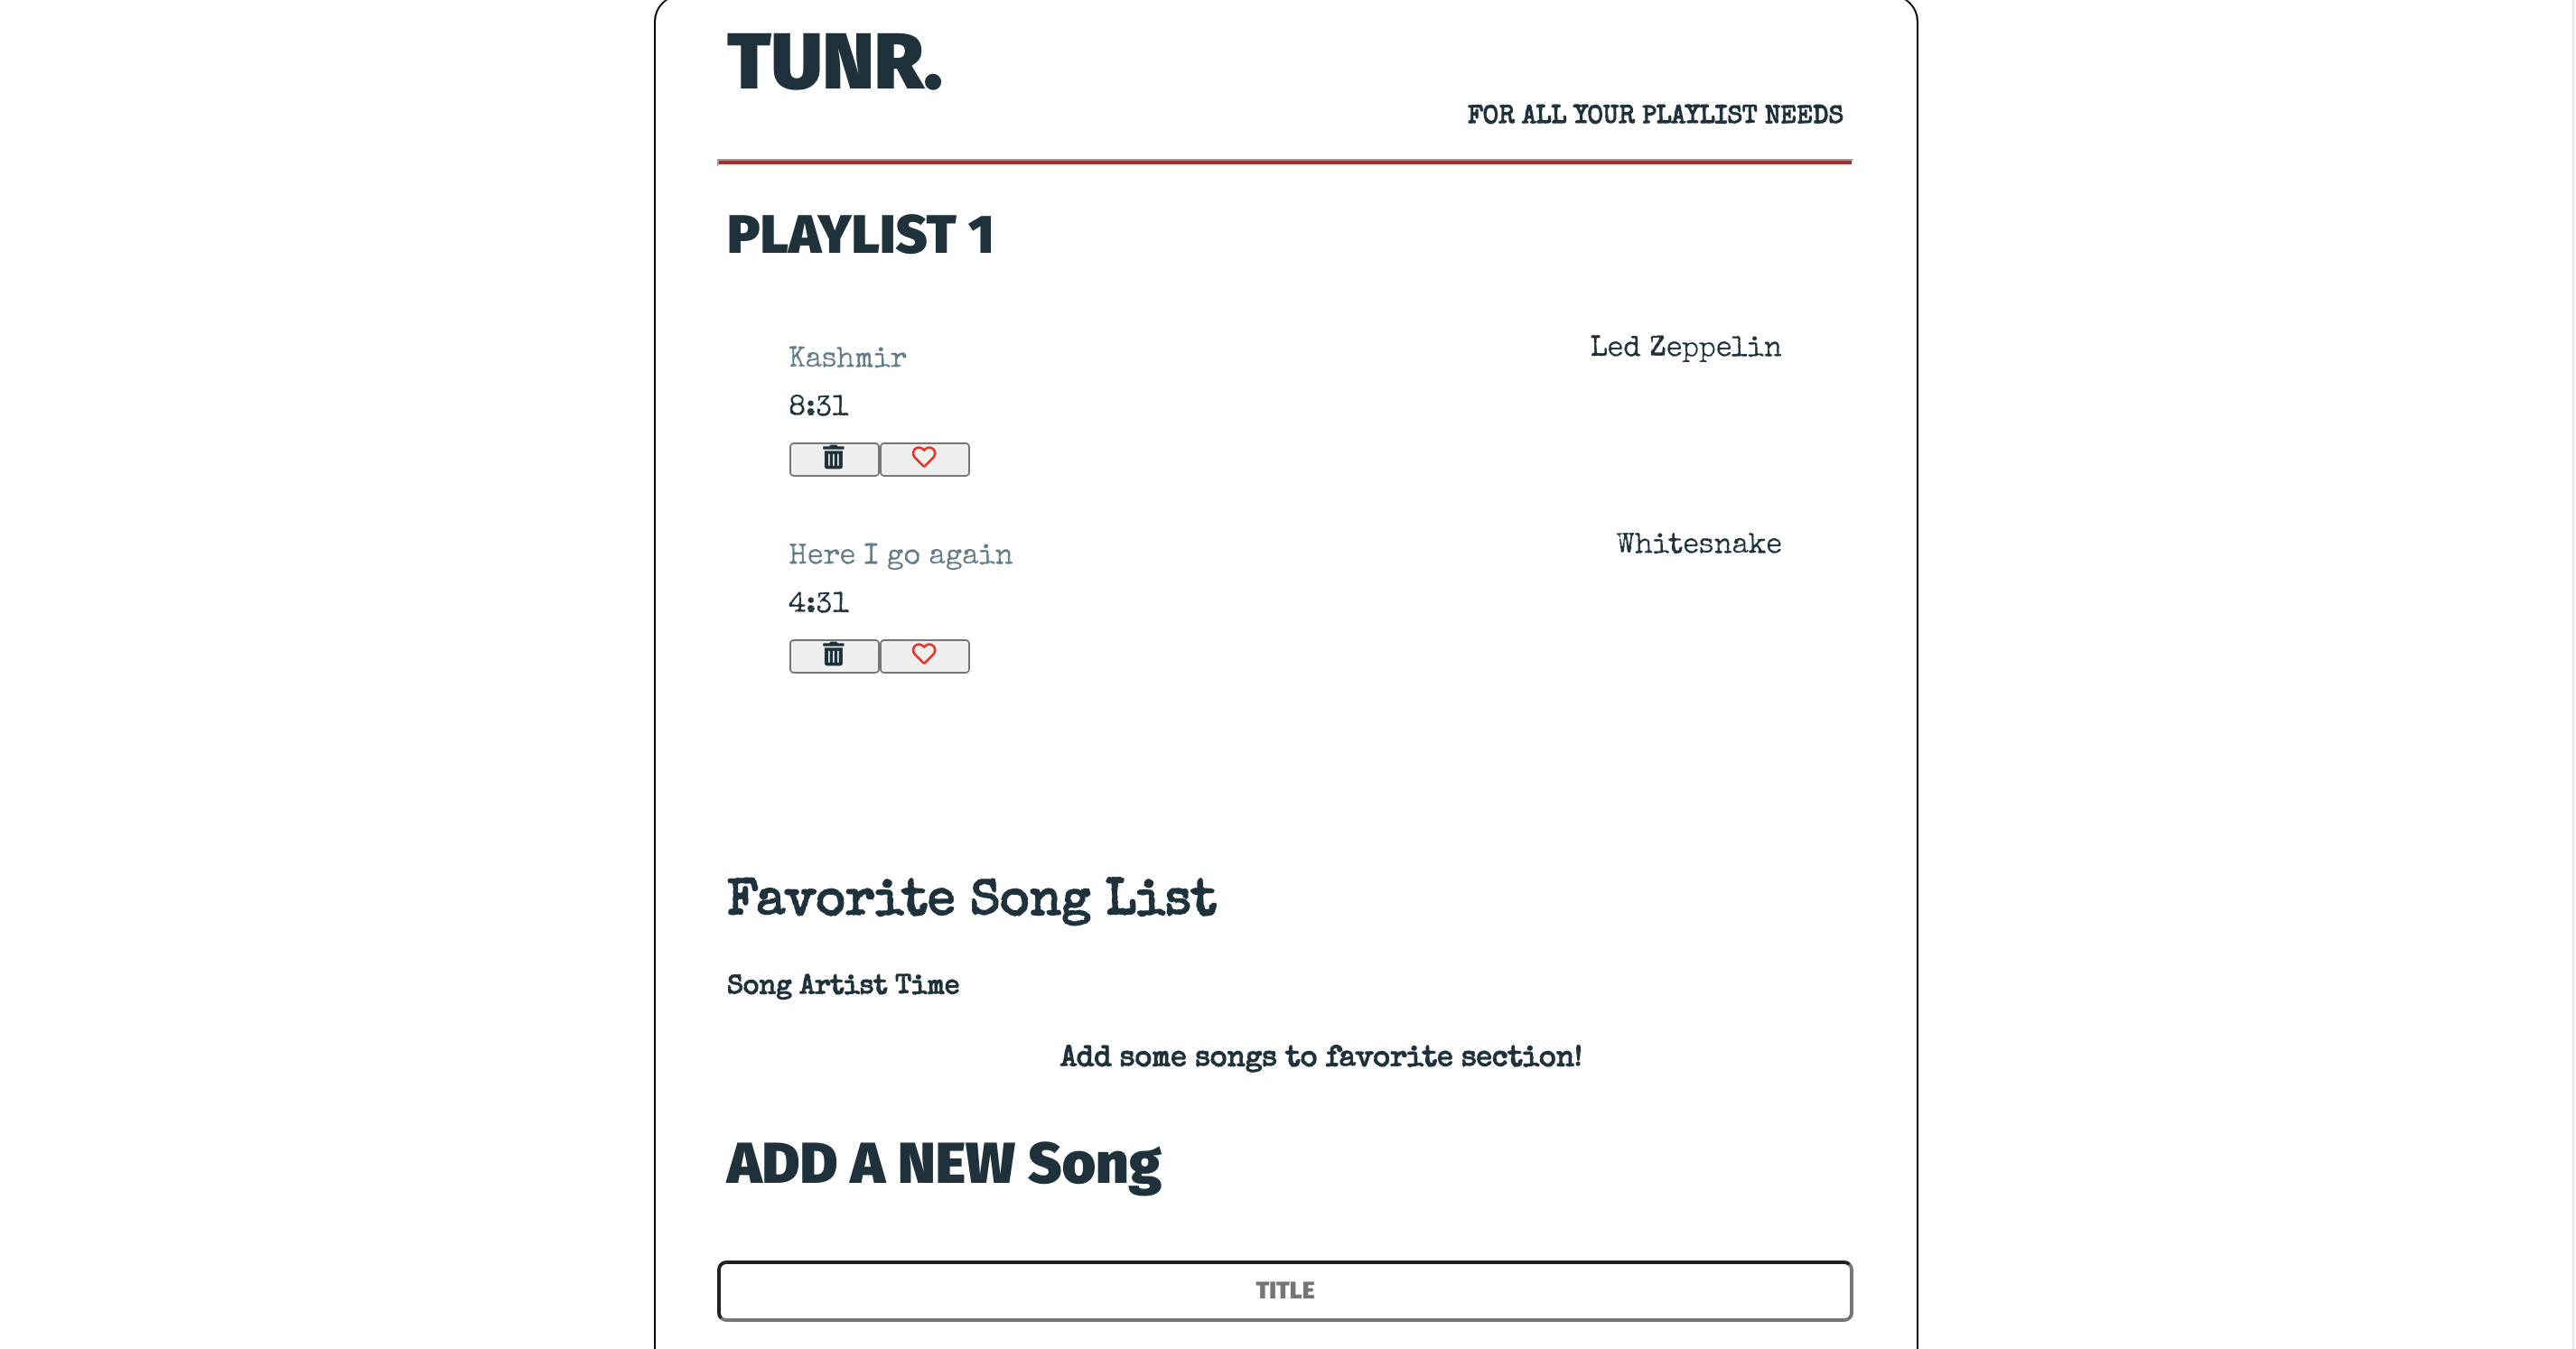 TUNR.
FOR ALL YOUR PLAYLIST NEEDS
PLAYLIST 1
Kashmir
Led Zeppelin
8:31
Here I go again
Whitesnake
4:31
Favorite Song List
Song Artist Time
Add some songs to favorite section!
ADD A NEW Song
TITLE